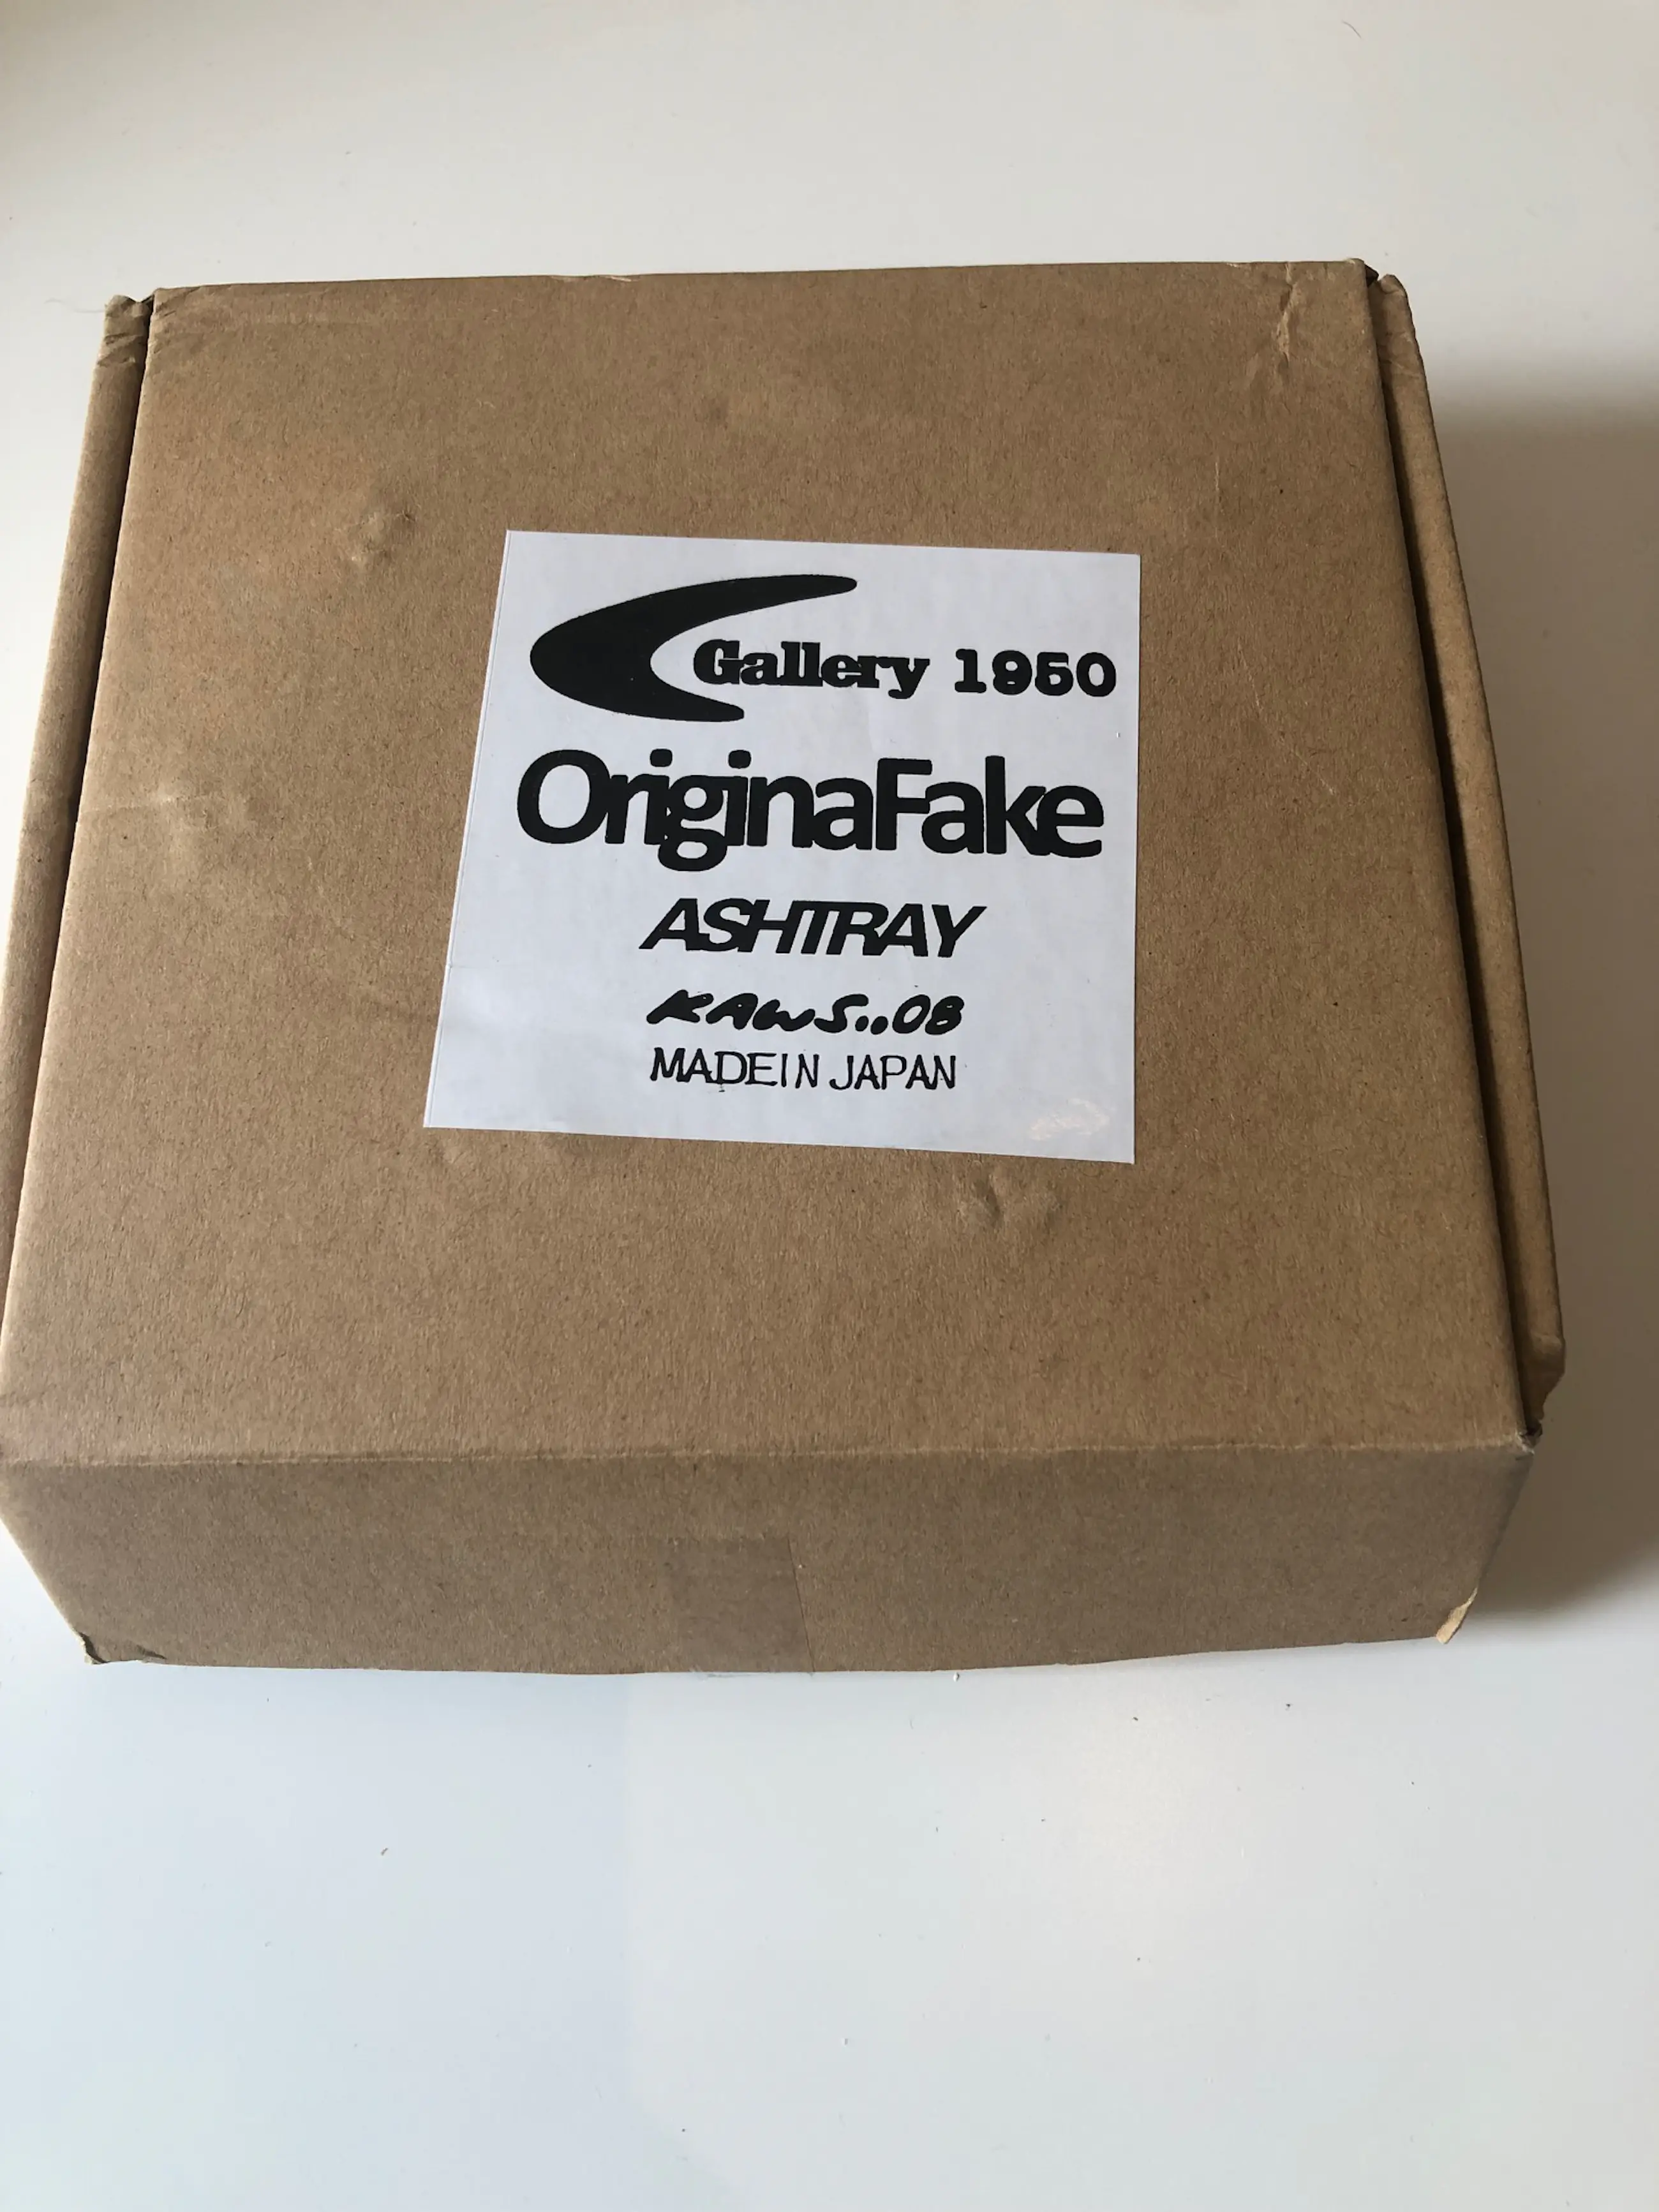 Gallery 1950
OriginaFake
ASHTRAY
KAWS..08
MADE IN JAPAN